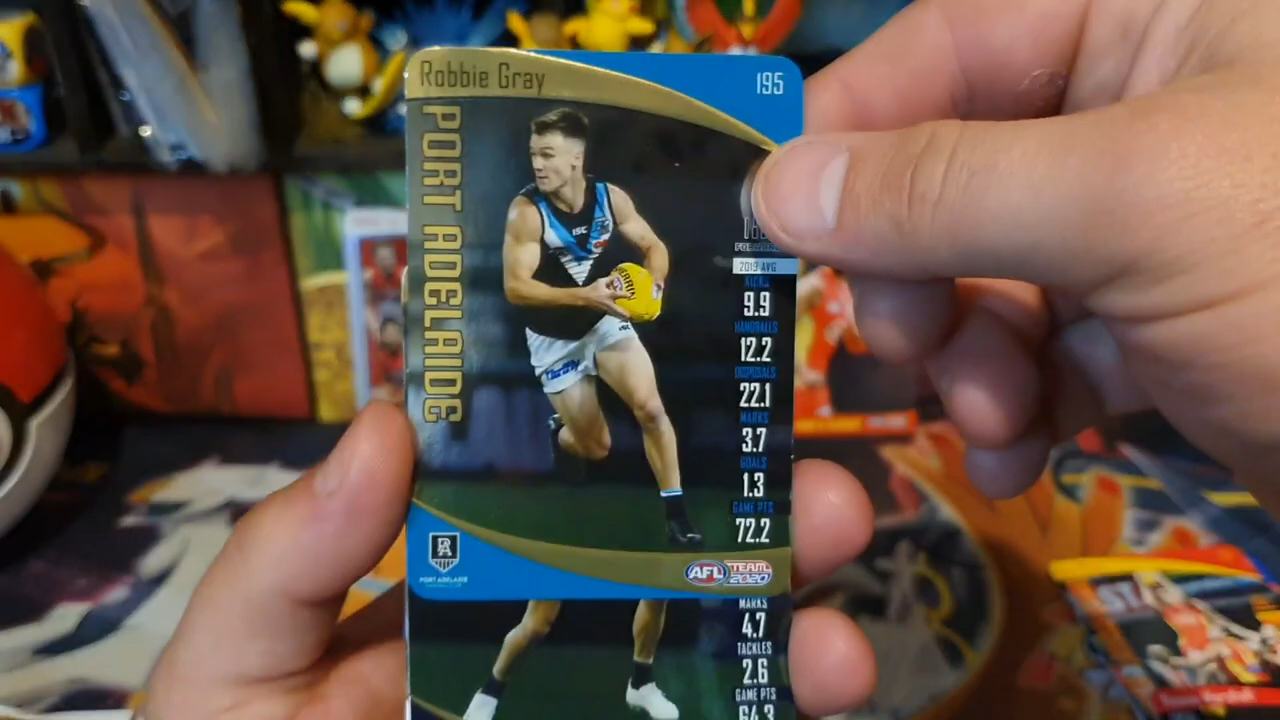 Robbie Gray
195
PORT ADELAIDE
2019 AVG
KICKS
9.9
HANDBALLS
12.2
DISPOSALS
22.1
MARKS
3.7
GOALS
1.3
GAME PTS
72.2
PORT ADELAIDE
AFL TEAM 2020
MARKS
4.7
TACKLES
2.6
GAME PTS
64.3